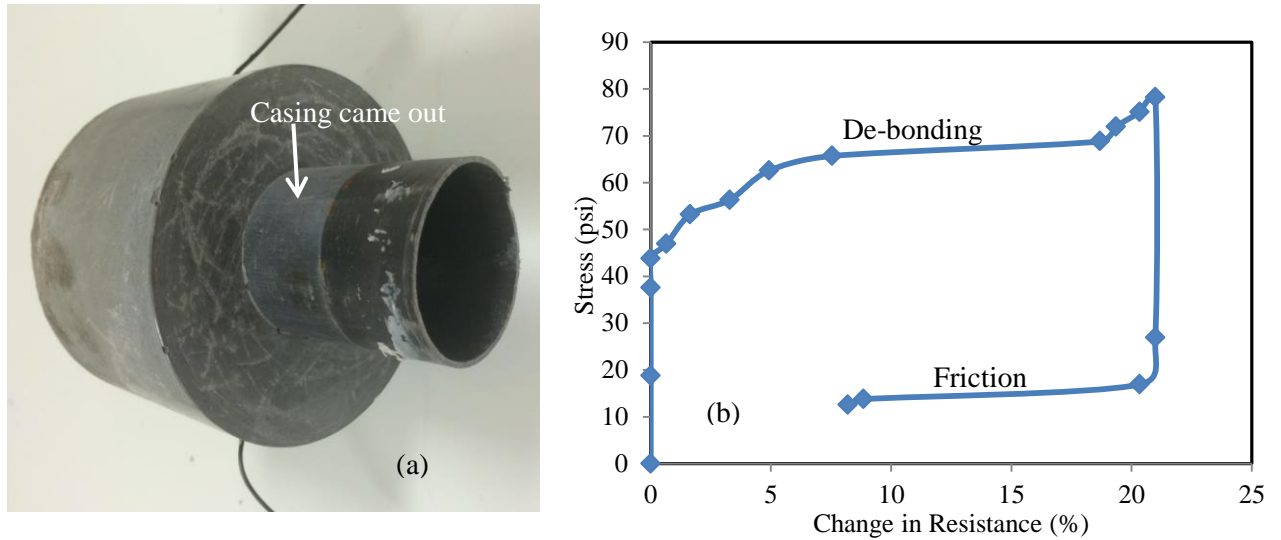 Casing came out
(a)
90
80
70
60
50
40
30
20
10
0
Stress (psi)
De-bonding
Friction
(b)
0 5 10 15 20 25
Change in Resistance (%)